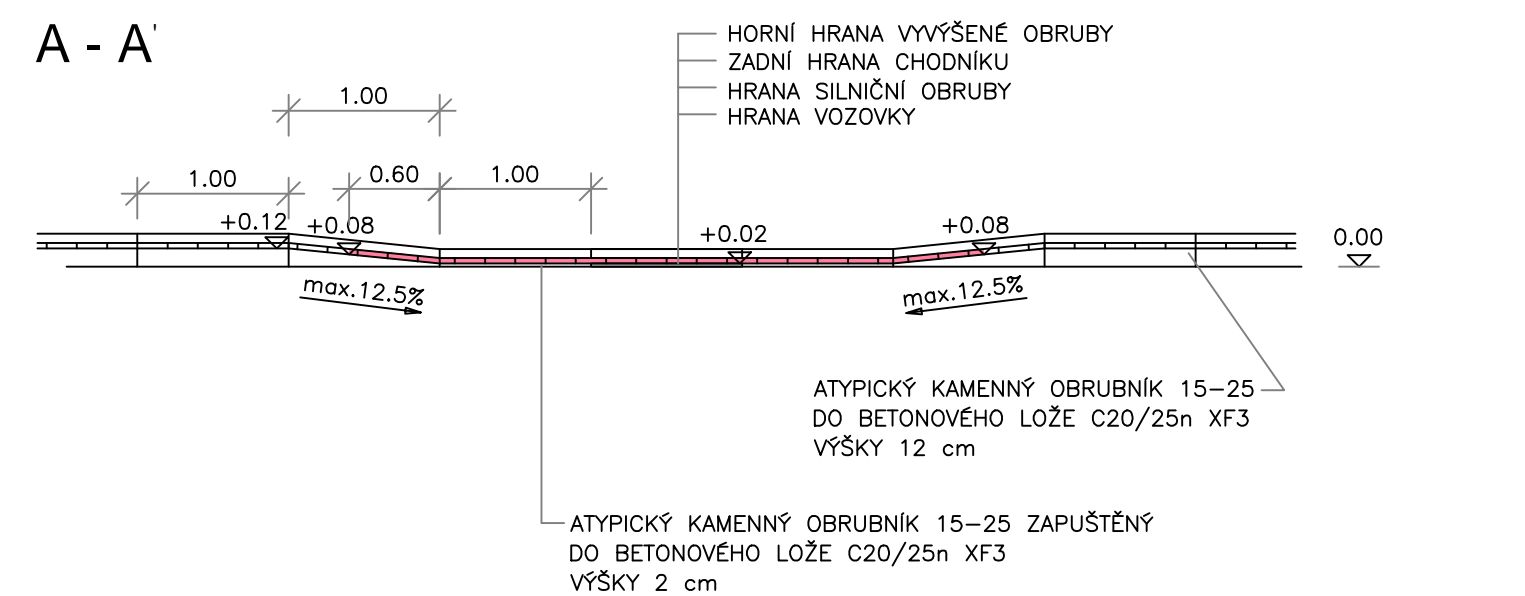 A - A'
HORNÍ HRANA VYVÝŠENÉ OBRUBY
ZADNÍ HRANA CHODNÍKU
HRANA SILNIČNÍ OBRUBY
HRANA VOZOVKY
1.00
1.00
0.60
1.00
+0.12
+0.08
+0.02
+0.08
0.00
max.12.5%
max.12.5%
ATYPICKÝ KAMENNÝ OBRUBNÍK 15-25
DO BETONOVÉHO LOŽE C20/25n XF3
VÝŠKY 12 cm
ATYPICKÝ KAMENNÝ OBRUBNÍK 15-25 ZAPUŠTĚNÝ
DO BETONOVÉHO LOŽE C20/25n XF3
VÝŠKY 2 cm